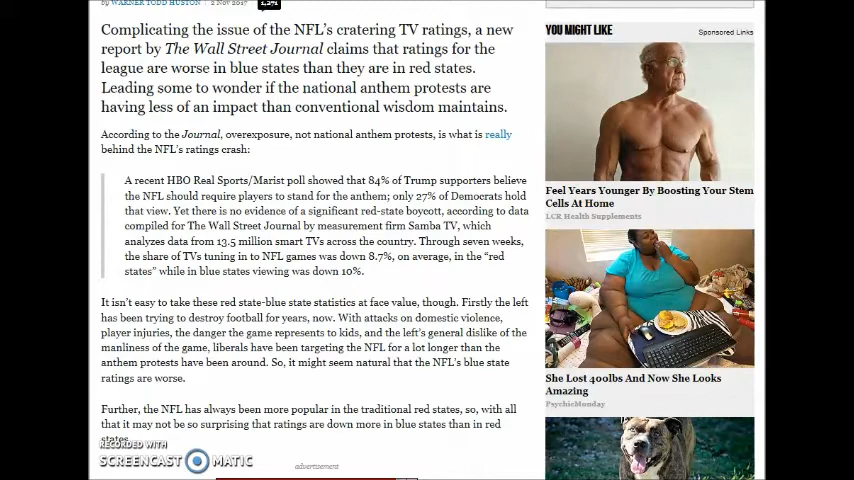 by WARNER TODD HUSTON | 2 Nov 2017 1,271
Complicating the issue of the NFL's cratering TV ratings, a new
report by The Wall Street Journal claims that ratings for the
league are worse in blue states than they are in red states.
Leading some to wonder if the national anthem protests are
having less of an impact than conventional wisdom maintains.
According to the Journal, overexposure, not national anthem protests, is what is really
behind the NFL's ratings crash:
A recent HBO Real Sports/Marist poll showed that 84% of Trump supporters believe
the NFL should require players to stand for the anthem; only 27% of Democrats hold
that view. Yet there is no evidence of a significant red-state boycott, according to data
compiled for The Wall Street Journal by measurement firm Samba TV, which
analyzes data from 13.5 million smart TVs across the country. Through seven weeks,
the share of TVs tuning in to NFL games was down 8.7%, on average, in the "red
states" while in blue states viewing was down 10%.
It isn't easy to take these red state-blue state statistics at face value, though. Firstly the left
has been trying to destroy football for years, now. With attacks on domestic violence,
player injuries, the danger the game represents to kids, and the left's general dislike of the
manliness of the game, liberals have been targeting the NFL for a lot longer than the
anthem protests have been around. So, it might seem natural that the NFL's blue state
ratings are worse.
Further, the NFL has always been more popular in the traditional red states, so, with all
that it may not be so surprising that ratings are down more in blue states than in red
states.
RECORDED WITH
SCREENCAST MATIC
advertisement
YOU MIGHT LIKE
Sponsored Links
Feel Years Younger By Boosting Your Stem
Cells At Home
LCR Health Supplements
She Lost 400lbs And Now She Looks
Amazing
PsychicMonday